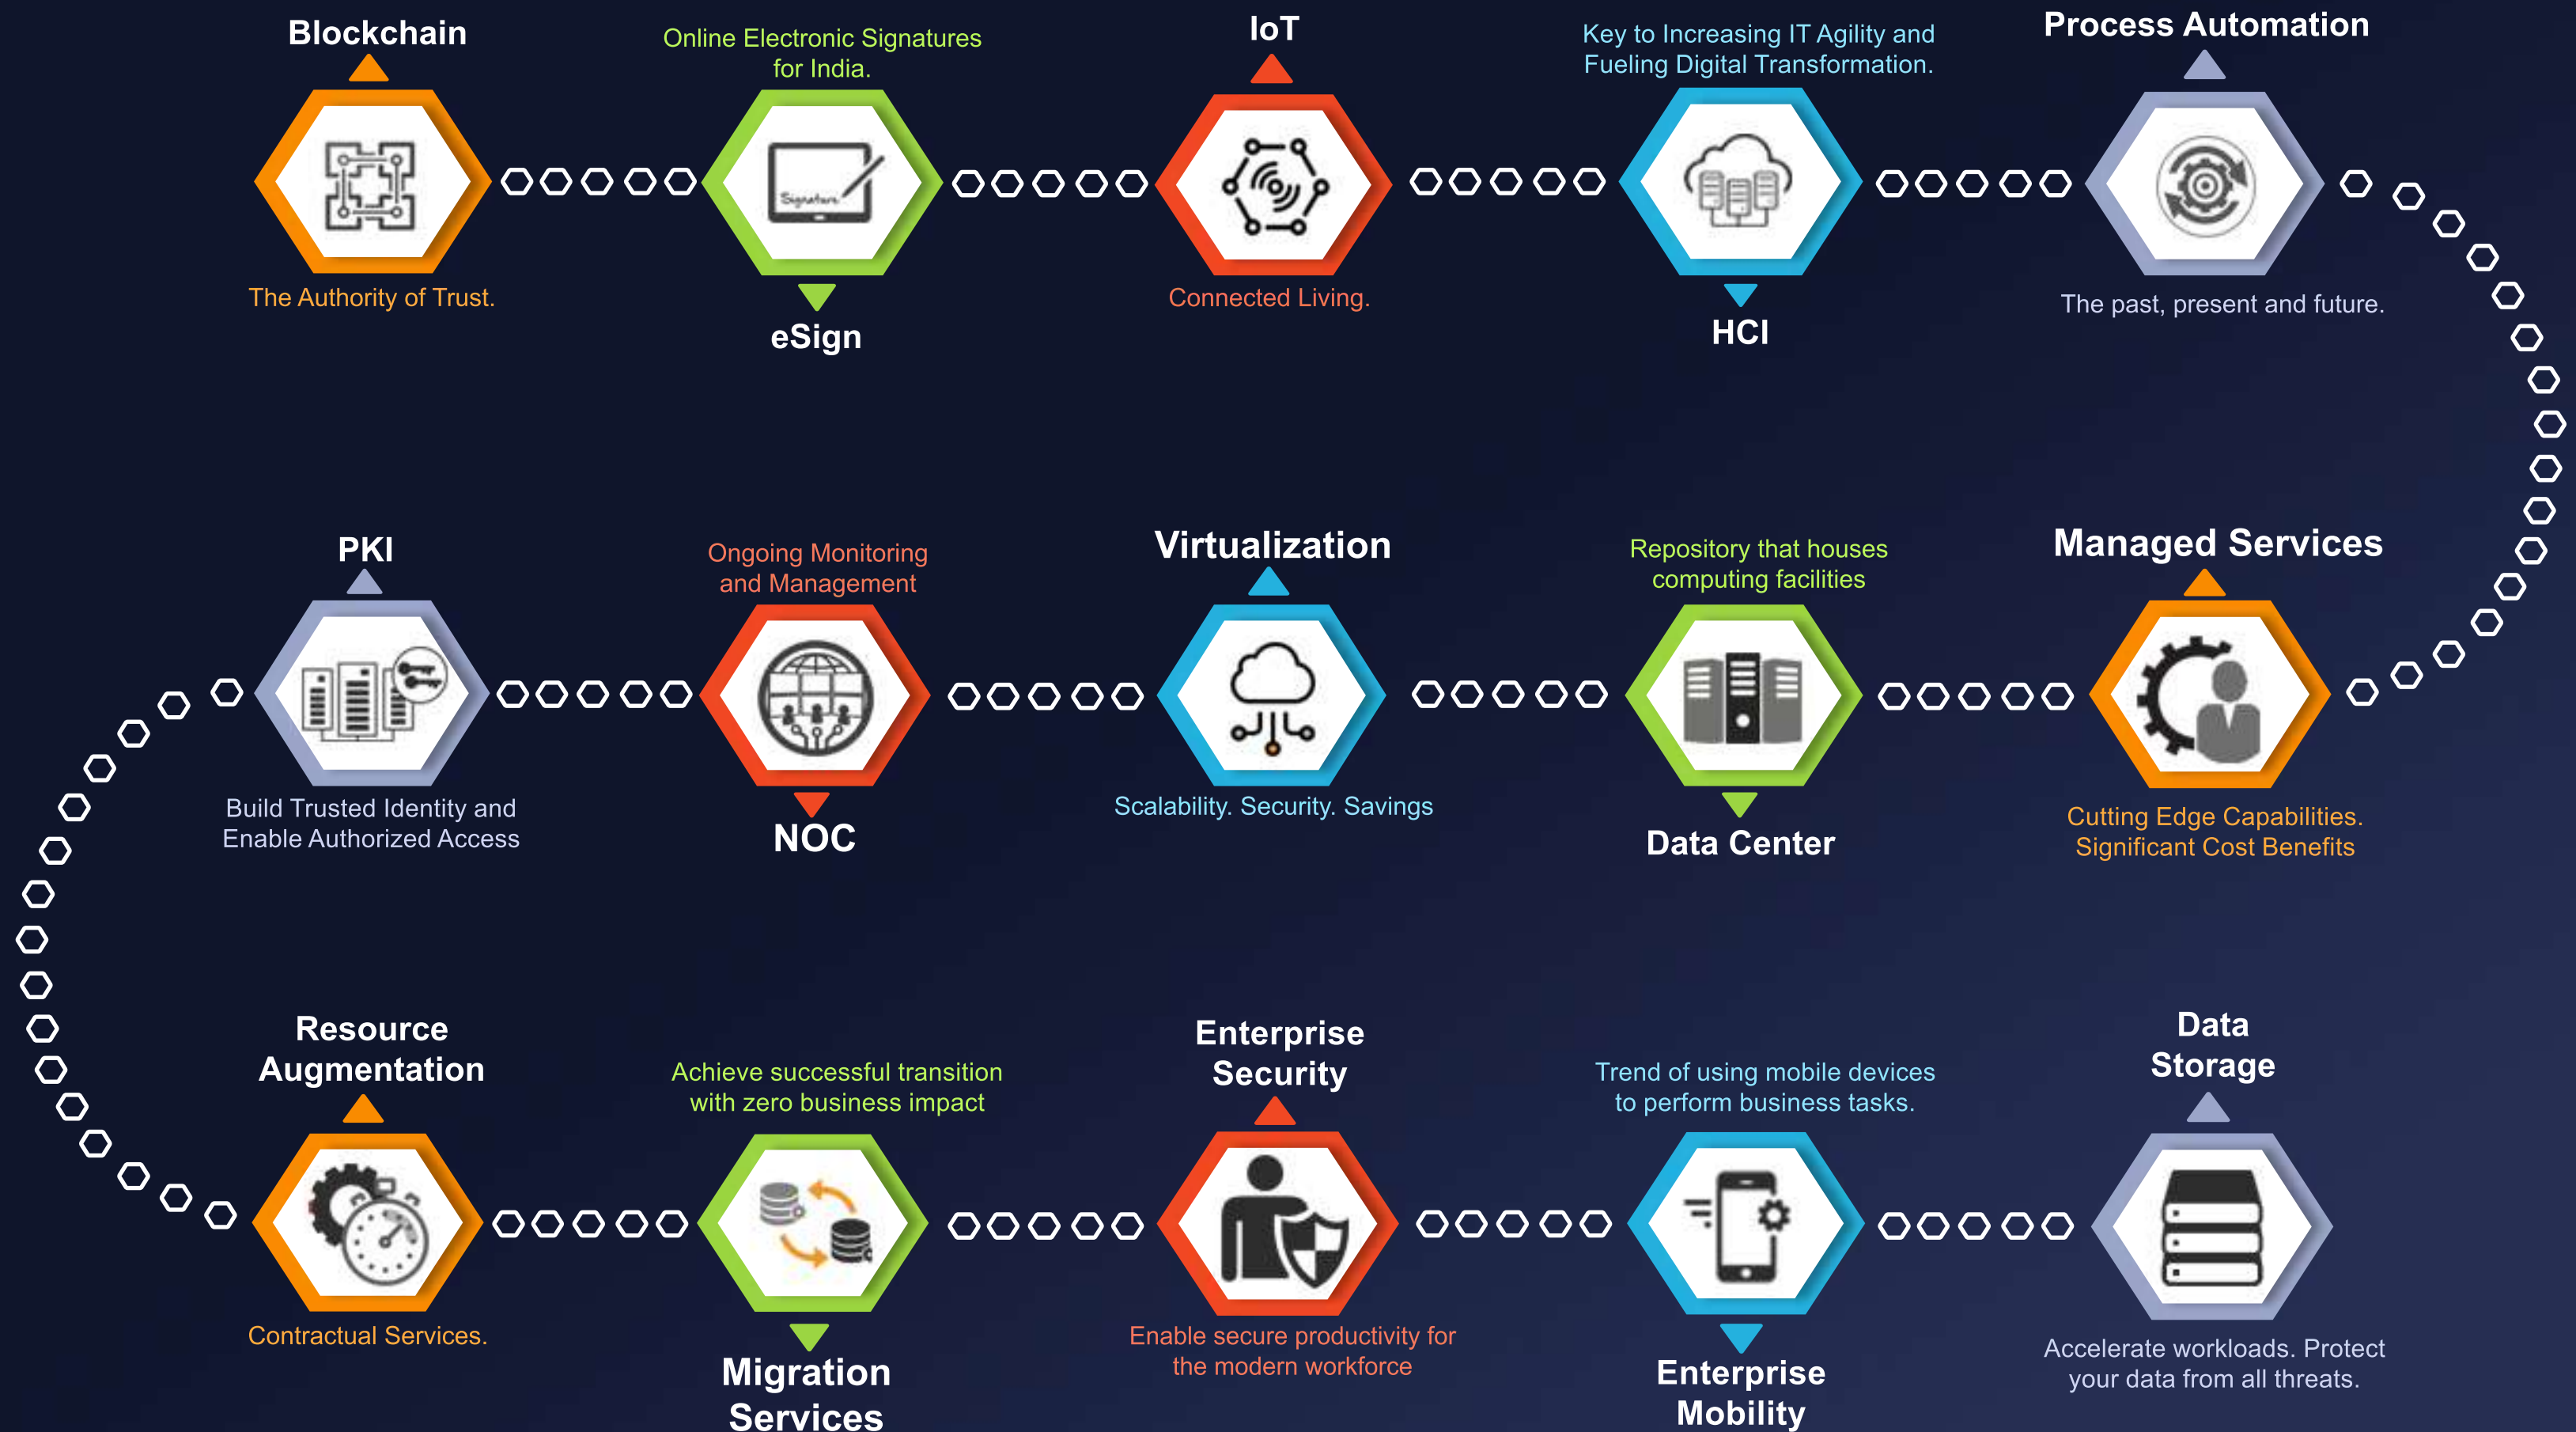 Blockchain
The Authority of Trust.
Online Electronic Signatures
for India.
Signature
eSign
IoT
Connected Living.
Key to Increasing IT Agility and
Fueling Digital Transformation.
HCI
Process Automation
The past, present and future.
PKI
Build Trusted Identity and
Enable Authorized Access
Ongoing Monitoring
and Management
NOC
Virtualization
Scalability. Security. Savings
Repository that houses
computing facilities
Data Center
Managed Services
Cutting Edge Capabilities.
Significant Cost Benefits
Resource
Augmentation
Contractual Services.
Achieve successful transition
with zero business impact
Migration
Services
Enterprise
Security
Enable secure productivity for
the modern workforce
Trend of using mobile devices
to perform business tasks.
Enterprise
Mobility
Data
Storage
Accelerate workloads. Protect
your data from all threats.